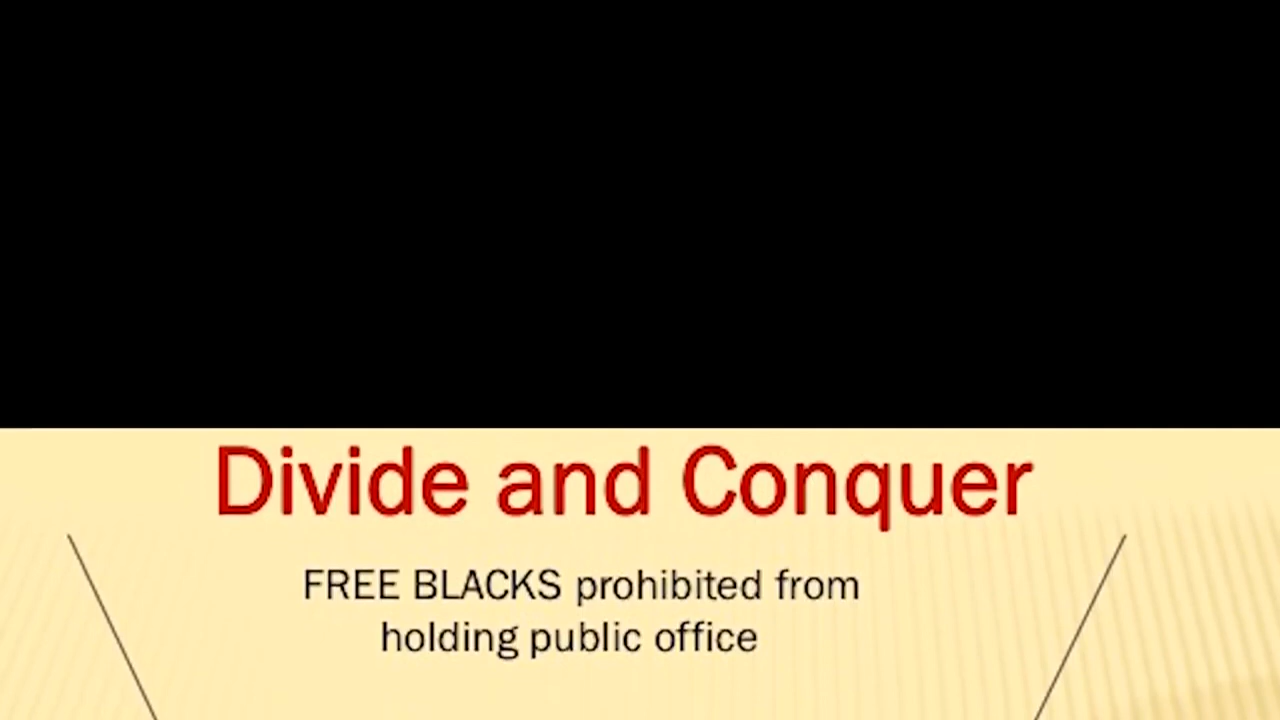 Divide and Conquer
FREE BLACKS prohibited from
holding public office